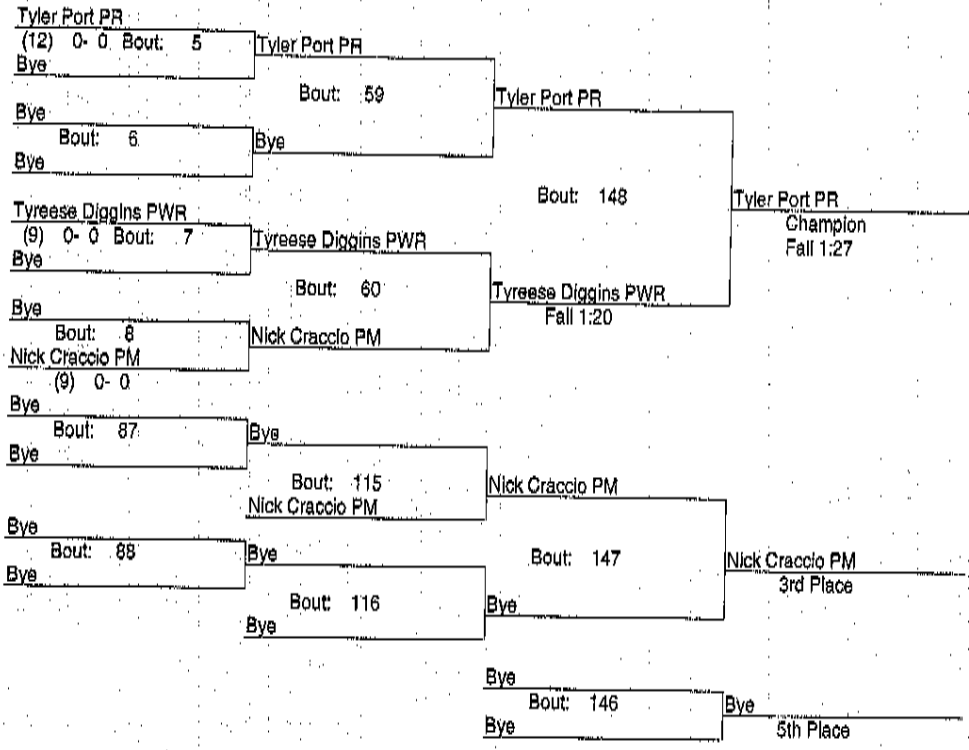 Tyler Port PR
(12) 0- 0 Bout: 5
Bye
Tyler Port PR
Bout: 59
Bye
Bout: 6
Bye
Bye
Tyler Port PR
Tyreese Diggins PWR
(9) 0- 0 Bout: 7
Bye
Tyreese Diggins PWR
Bout: 60
Bye
Bout: 8
Nick Craccio PM
(9) 0- 0
Nick Craccio PM
Tyreese Diggins PWR
Fall 1:20
Bout: 148
Tyler Port PR
Champion
Fall 1:27
Bye
Bout: 87
Bye
Bye
Bout: 115
Nick Craccio PM
Nick Craccio PM
Bye
Bout: 88
Bye
Bye
Bout: 116
Bye
Bye
Bout: 147
Nick Craccio PM
3rd Place
Bye
Bout: 146
Bye
Bye
5th Place